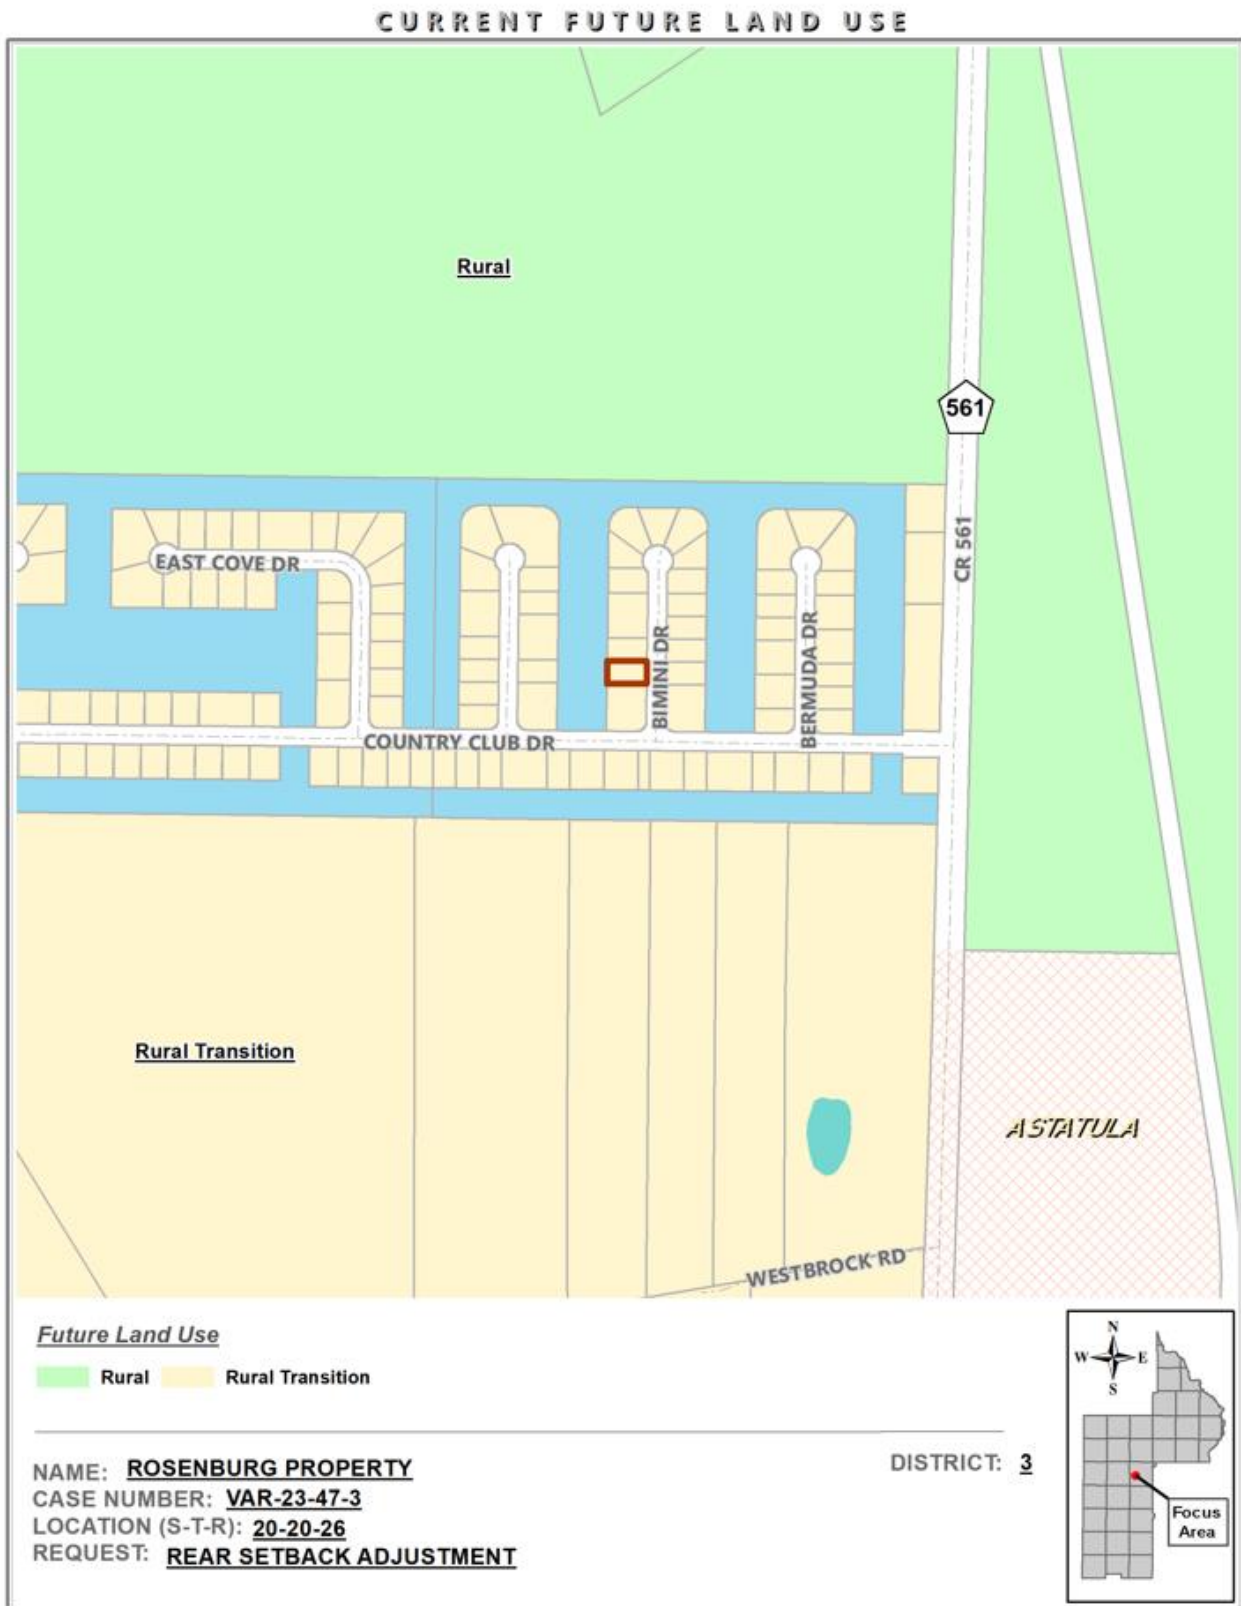 CURRENT FUTURE LAND USE
Rural
561
CR 561
EAST COVE DR
BIMINI DR
BERMUDA DR
COUNTRY CLUB DR
Rural Transition
ASTATULA
WESTBROCK RD
Future Land Use
Rural
Rural Transition
N
W E
S
NAME: ROSENBURG PROPERTY
DISTRICT: 3
CASE NUMBER: VAR-23-47-3
LOCATION (S-T-R): 20-20-26
REQUEST: REAR SETBACK ADJUSTMENT
Focus
Area